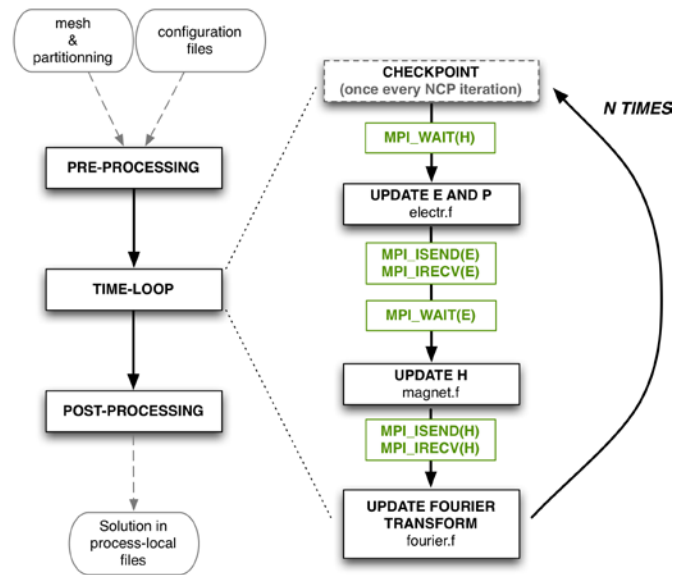 mesh
&
partitionning
configuration
files
PRE-PROCESSING
TIME-LOOP
POST-PROCESSING
Solution in
process-local
files
CHECKPOINT
(once every NCP iteration)
MPI_WAIT(H)
UPDATE E AND P
electr.f
MPI_ISEND(E)
MPI_IRECV(E)
MPI_WAIT(E)
UPDATE H
magnet.f
MPI_ISEND(H)
MPI_IRECV(H)
UPDATE FOURIER
TRANSFORM
fourier.f
N TIMES